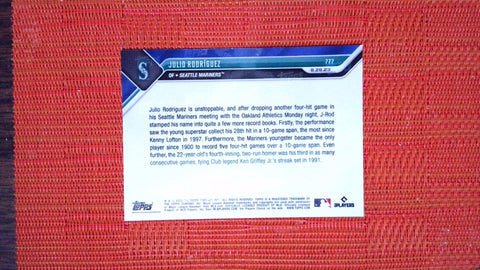 JULIO RODRÍGUEZ
777
OF • SEATTLE MARINERS™
8.28.23
Julio Rodríguez is unstoppable, and after dropping another four-hit game in
his Seattle Mariners meeting with the Oakland Athletics Monday night, J-Rod
stamped his name into quite a few more record books. Firstly, the performance
saw the young superstar collect his 28th hit in a 10-game span, the most since
Kenny Lofton in 1997. Furthermore, the Mariners youngster became the only
player since 1900 to record five four-hit games over a 10-game span. Even
further, the 22-year-old's fourth-inning, two-run homer was his third in as many
consecutive games, tying Club legend Ken Griffey Jr.'s streak set in 1991.
TOPPS
PLAYERS